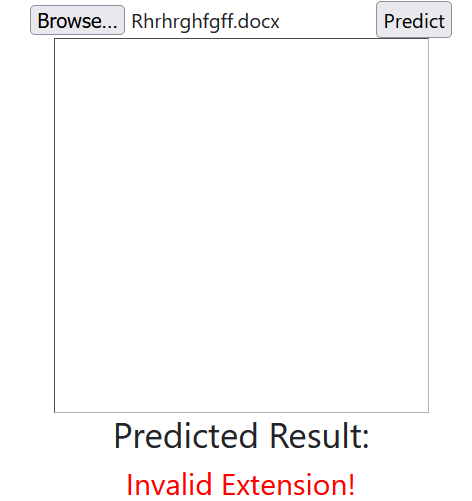 Browse... Rhrhrghfgff.docx Predict
Predicted Result:
Invalid Extension!